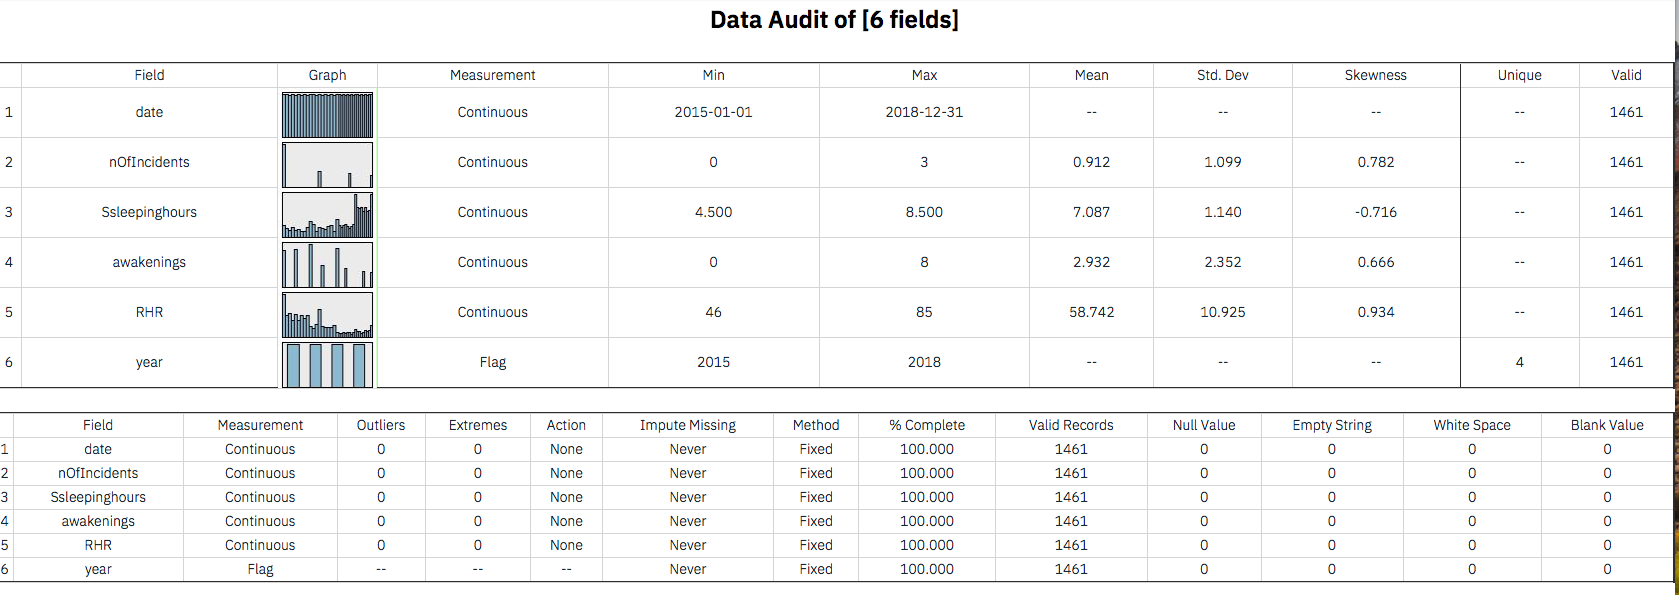 Data Audit of [6 fields]
Field Graph Measurement Min Max Mean Std. Dev Skewness Unique Valid
1 date Continuous 2015-01-01 2018-12-31 -- -- -- -- 1461
2 nOfIncidents Continuous 0 3 0.912 1.099 0.782 -- 1461
3 Ssleepinghours Continuous 4.500 8.500 7.087 1.140 -0.716 -- 1461
4 awakenings Continuous 0 8 2.932 2.352 0.666 -- 1461
5 RHR Continuous 46 85 58.742 10.925 0.934 -- 1461
6 year Flag 2015 2018 -- -- -- 4 1461
Field Measurement Outliers Extremes Action Impute Missing Method % Complete Valid Records Null Value Empty String White Space Blank Value
1 date Continuous 0 0 None Never Fixed 100.000 1461 0 0 0 0
2 nOfIncidents Continuous 0 0 None Never Fixed 100.000 1461 0 0 0 0
3 Ssleepinghours Continuous 0 0 None Never Fixed 100.000 1461 0 0 0 0
4 awakenings Continuous 0 0 None Never Fixed 100.000 1461 0 0 0 0
5 RHR Continuous 0 0 None Never Fixed 100.000 1461 0 0 0 0
6 year Flag -- -- -- Never Fixed 100.000 1461 0 0 0 0